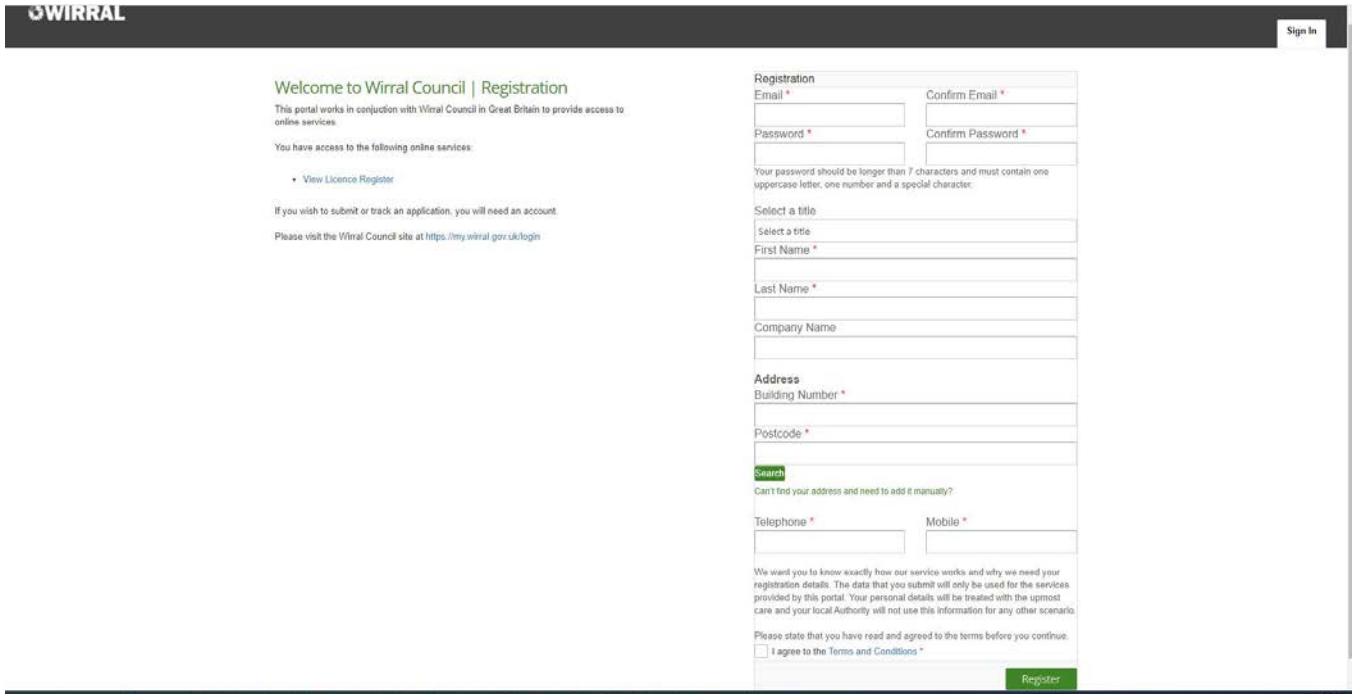 WIRRAL
Sign In
Welcome to Wirral Council | Registration
This portal works in conjuction with Wirral Council in Great Britain to provide access to
online services.
You have access to the following online services:
• View Licence Register
If you wish to submit or track an application, you will need an account.
Please visit the Wirral Council site at https://my.wirral.gov.uk/login
Registration
Email * Confirm Email *
Password * Confirm Password *
Your password should be longer than 7 characters and must contain one
uppercase letter, one number and a special character.
Select a title
Select a title
First Name *
Last Name *
Company Name
Address
Building Number *
Postcode *
Search
Can't find your address and need to add it manually?
Telephone * Mobile *
We want you to know exactly how our service works and why we need your
registration details. The data that you submit will only be used for the services
provided by this portal. Your personal details will be treated with the upmost
care and your local Authority will not use this information for any other scenario.
Please state that you have read and agreed to the terms before you continue.
I agree to the Terms and Conditions *
Register